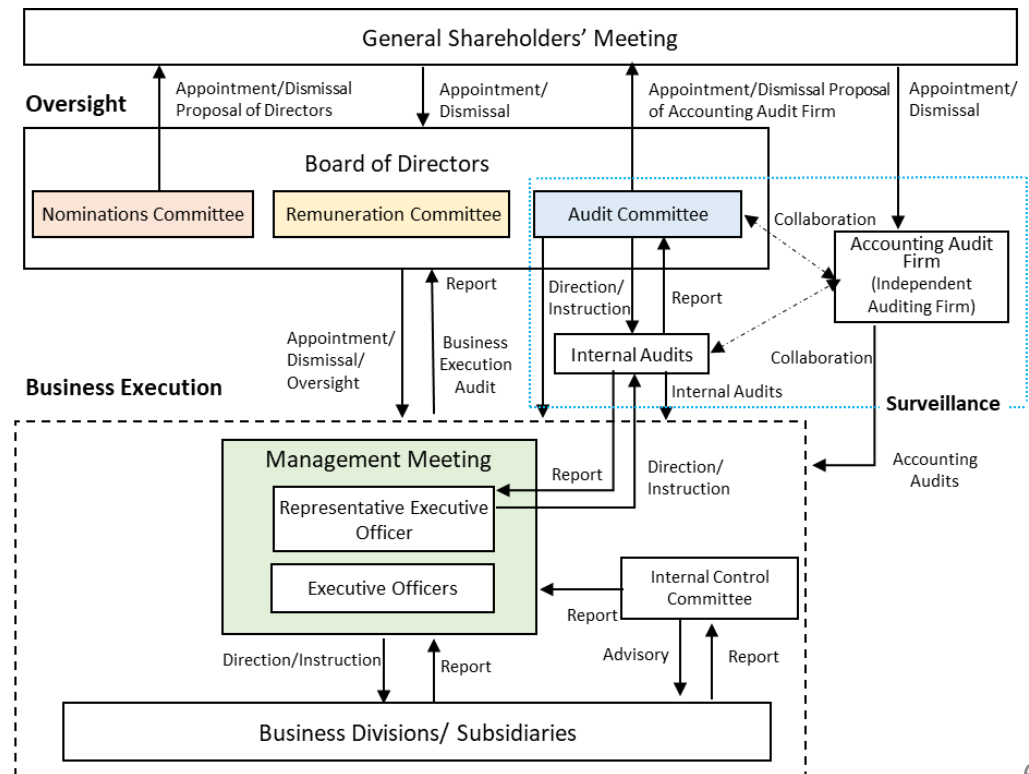 General Shareholders’ Meeting
Oversight
Appointment/Dismissal
Proposal of Directors
Appointment/
Dismissal
Appointment/Dismissal Proposal
of Accounting Audit Firm
Appointment/
Dismissal
Board of Directors
Nominations Committee
Remuneration Committee
Audit Committee
Collaboration
Accounting Audit
Firm
(Independent
Auditing Firm)
Report
Direction/
Instruction
Report
Appointment/
Dismissal/
Oversight
Business
Execution
Audit
Internal Audits
Collaboration
Business Execution
Internal Audits
Surveillance
Management Meeting
Report
Direction/
Instruction
Accounting
Audits
Representative Executive
Officer
Executive Officers
Internal Control
Committee
Report
Direction/Instruction
Report
Advisory
Report
Business Divisions/ Subsidiaries